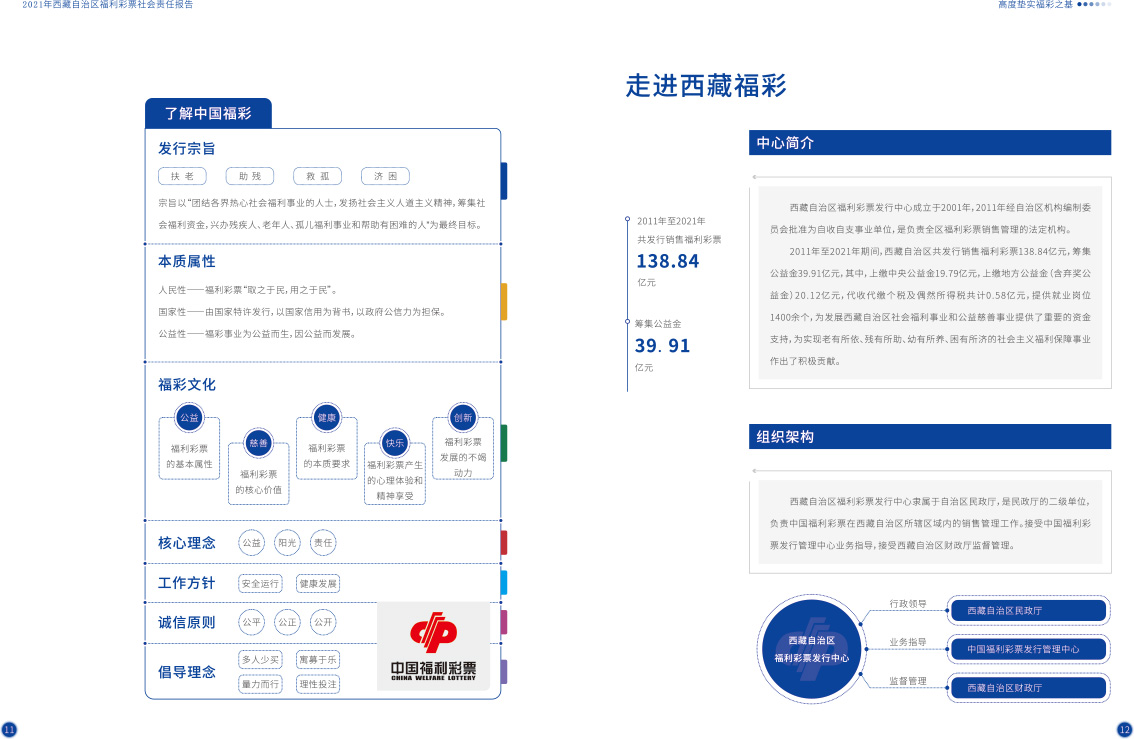 2021年西藏自治区福利彩票社会责任报告
高度垫实福彩之基
了解中国福彩
发行宗旨
扶老
助残
救孤
济困
宗旨以“团结各界热心社会福利事业的人士，发扬社会主义人道主义精神，筹集社
会福利资金，兴办残疾人、老年人、孤儿福利事业和帮助有困难的人”为最终目标。
本质属性
人民性——福利彩票“取之于民，用之于民”。
国家性——由国家特许发行，以国家信用为背书，以政府公信力为担保。
公益性——福彩事业为公益而生，因公益而发展。
福彩文化
公益
福利彩票
的基本属性
慈善
福利彩票
的核心价值
健康
福利彩票
的本质要求
快乐
福利彩票产生
的心理体验和
精神享受
创新
福利彩票
发展的不竭
动力
核心理念
公益
阳光
责任
工作方针
安全运行
健康发展
诚信原则
公平
公正
公开
倡导理念
多人少买
寓募于乐
量力而行
理性投注
中国福利彩票
CHINA WELFARE LOTTERY
11
走进西藏福彩
2011年至2021年
共发行销售福利彩票
138.84
亿元
筹集公益金
39.91
亿元
中心简介
西藏自治区福利彩票发行中心成立于2001年，2011年经自治区机构编制委
员会批准为自收自支事业单位，是负责全区福利彩票销售管理的法定机构。
2011年至2021年期间，西藏自治区共发行销售福利彩票138.84亿元，筹集
公益金39.91亿元，其中，上缴中央公益金19.79亿元，上缴地方公益金（含弃奖公
益金）20.12亿元，代收代缴个税及偶然所得税共计0.58亿元，提供就业岗位
1400余个，为发展西藏自治区社会福利事业和公益慈善事业提供了重要的资金
支持，为实现老有所依、残有所助、幼有所养、困有所济的社会主义福利保障事业
作出了积极贡献。
组织架构
西藏自治区福利彩票发行中心隶属于自治区民政厅，是民政厅的二级单位，
负责中国福利彩票在西藏自治区所辖区域内的销售管理工作。接受中国福利彩
票发行管理中心业务指导，接受西藏自治区财政厅监督管理。
西藏自治区
福利彩票发行中心
行政领导
西藏自治区民政厅
业务指导
中国福利彩票发行管理中心
监督管理
西藏自治区财政厅
12